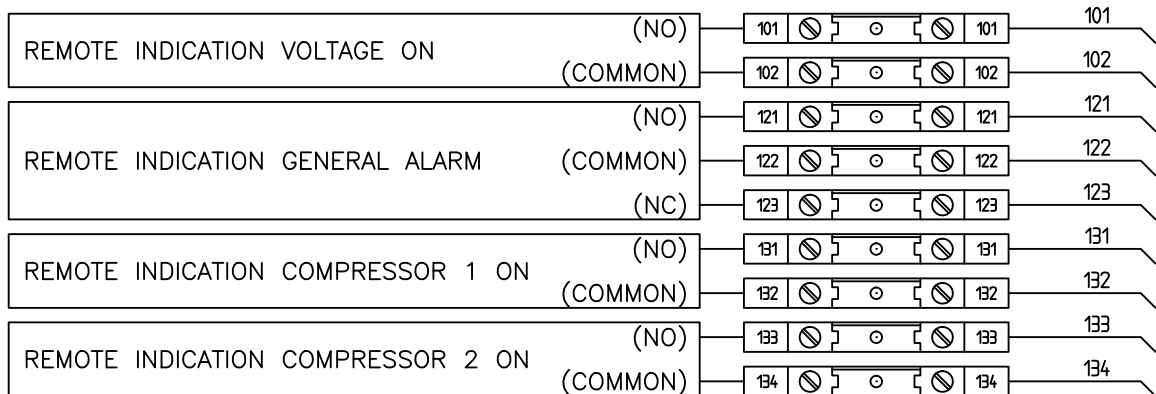 (NO) 101 101 101
REMOTE INDICATION VOLTAGE ON
(COMMON) 102 102 102
(NO) 121 121 121
REMOTE INDICATION GENERAL ALARM (COMMON) 122 122 122
(NC) 123 123 123
(NO) 131 131 131
REMOTE INDICATION COMPRESSOR 1 ON
(COMMON) 132 132 132
(NO) 133 133 133
REMOTE INDICATION COMPRESSOR 2 ON
(COMMON) 134 134 134